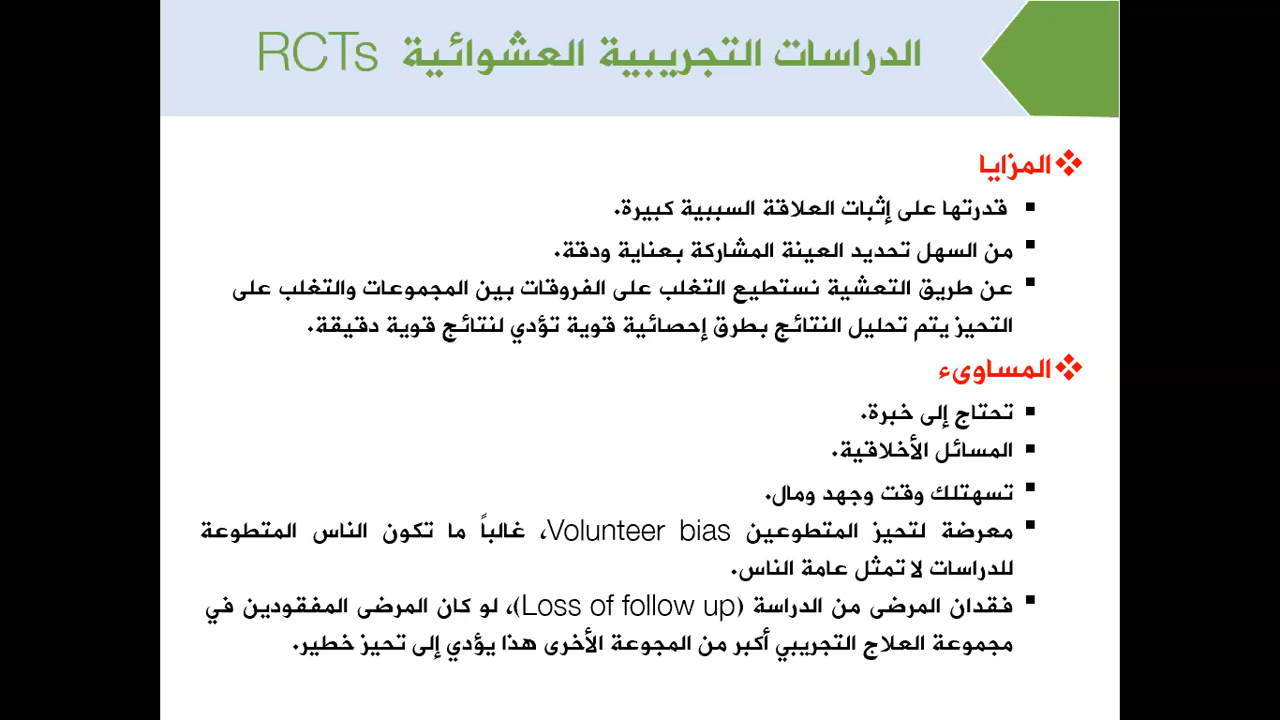 الدراسات التجريبية العشوائية RCTs
❖ المزايا
▪ قدرتها على إثبات العلاقة السببية كبيرة.
▪ من السهل تحديد العينة المشاركة بعناية ودقة.
▪ عن طريق التعشية نستطيع التغلب على الفروقات بين المجموعات والتغلب على
التحيز يتم تحليل النتائج بطرق إحصائية قوية تؤدي لنتائج قوية دقيقة.
❖ المساوىء
▪ تحتاج إلى خبرة.
▪ المسائل الأخلاقية.
▪ تسهتلك وقت وجهد ومال.
▪ معرضة لتحيز المتطوعين Volunteer bias، غالباً ما تكون الناس المتطوعة
للدراسات لا تمثل عامة الناس.
▪ فقدان المرضى من الدراسة (Loss of follow up)، لو كان المرضى المفقودين في
مجموعة العلاج التجريبي أكبر من المجوعة الأخرى هذا يؤدي إلى تحيز خطير.